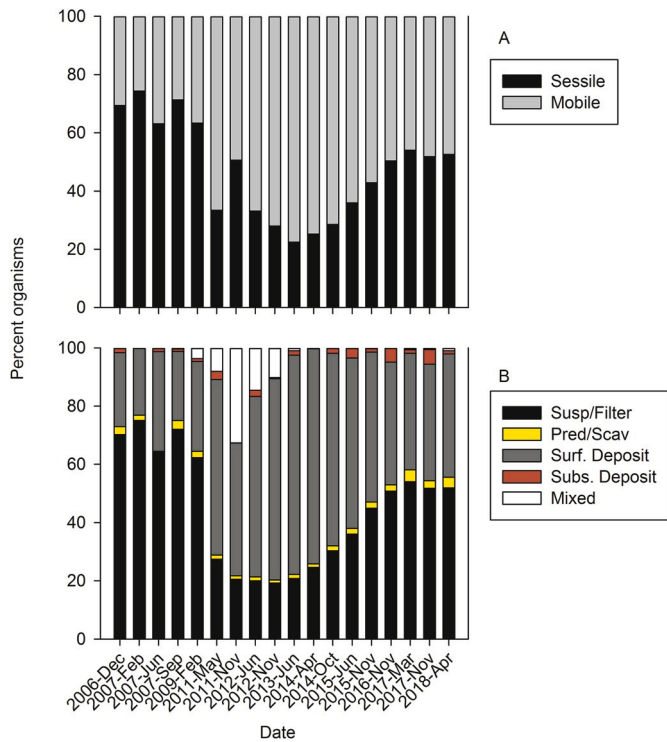 100
80
60
40
20
0
A
Sessile
Mobile
Percent organisms
100
80
60
40
20
0
B
Susp/Filter
Pred/Scav
Surf. Deposit
Subs. Deposit
Mixed
2006-Dec
2007-Feb
2007-Jun
2007-Sep
2009-Feb
2011-May
2011-Nov
2012-Jun
2012-Nov
2013-Jun
2014-Apr
2014-Oct
2015-Jun
2015-Nov
2016-Nov
2017-Mar
2017-Nov
2018-Apr
Date